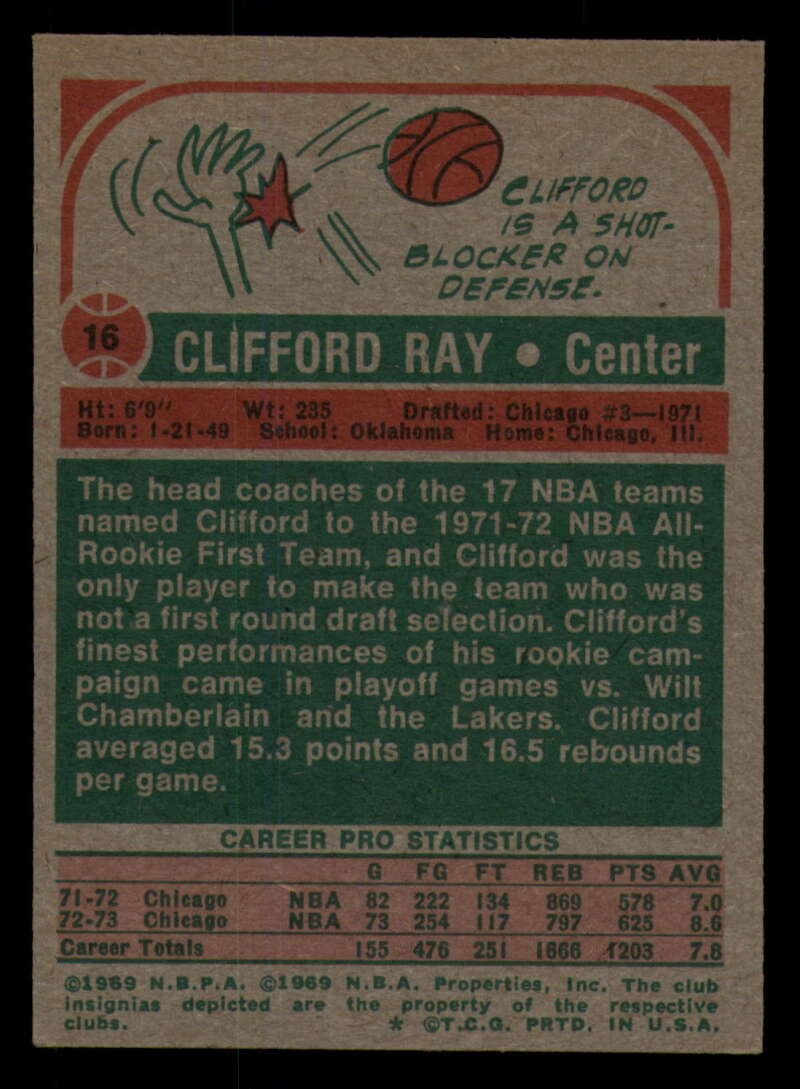 CLIFFORD
IS A SHOT-
BLOCKER ON
DEFENSE.
16
CLIFFORD RAY • Center
Ht: 6'9" Wt: 235 Drafted: Chicago #3—1971
Born: 1-21-49 School: Oklahoma Home: Chicago, Ill.
The head coaches of the 17 NBA teams
named Clifford to the 1971-72 NBA All-
Rookie First Team, and Clifford was the
only player to make the team who was
not a first round draft selection. Clifford's
finest performances of his rookie cam-
paign came in playoff games vs. Wilt
Chamberlain and the Lakers. Clifford
averaged 15.3 points and 16.5 rebounds
per game.
CAREER PRO STATISTICS
G FG FT REB PTS AVG
71-72 Chicago NBA 82 222 134 869 578 7.0
72-73 Chicago NBA 73 254 117 797 625 8.6
Career Totals 155 476 251 1666 1203 7.8
©1969 N.B.P.A. ©1969 N.B.A. Properties, Inc. The club
insignias depicted are the property of the respective
clubs. * ©T.C.G. PRTD. IN U.S.A.